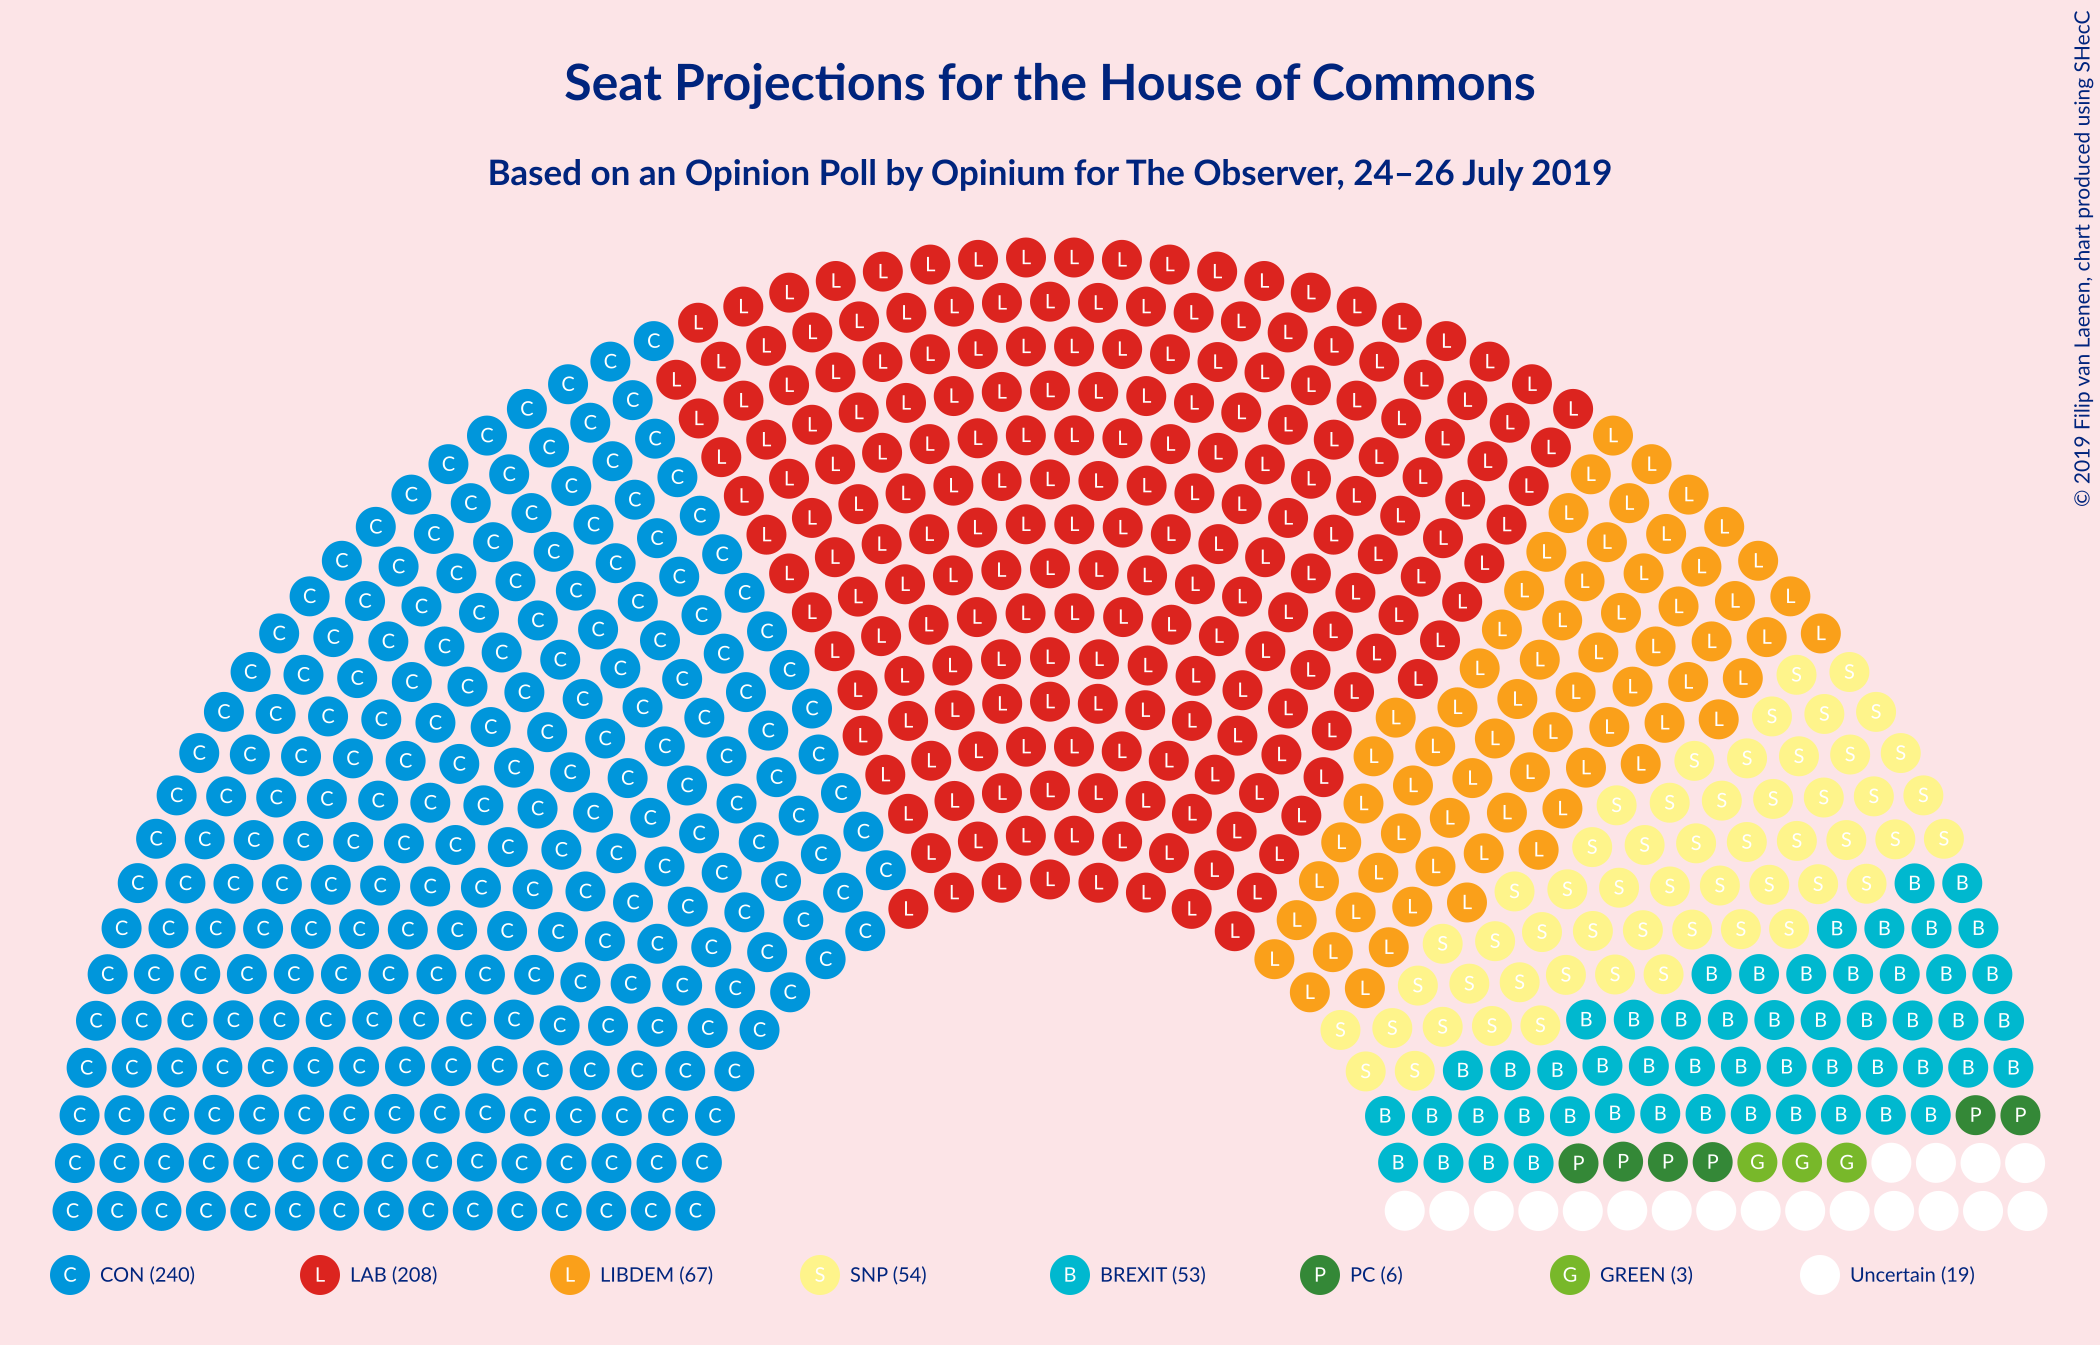 Seat Projections for the House of Commons
Based on an Opinion Poll by Opinium for The Observer, 24–26 July 2019
© 2019 Filip van Laenen, chart produced using SHecC
C CON (240)
L LAB (208)
L LIBDEM (67)
S SNP (54)
B BREXIT (53)
P PC (6)
G GREEN (3)
Uncertain (19)